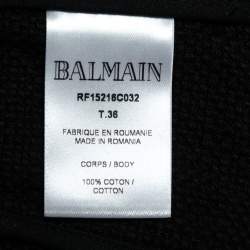 BALMAIN
RF15216C032
T.36
FABRIQUE EN ROUMANIE
MADE IN ROMANIA
CORPS / BODY
100% COTON /
COTTON